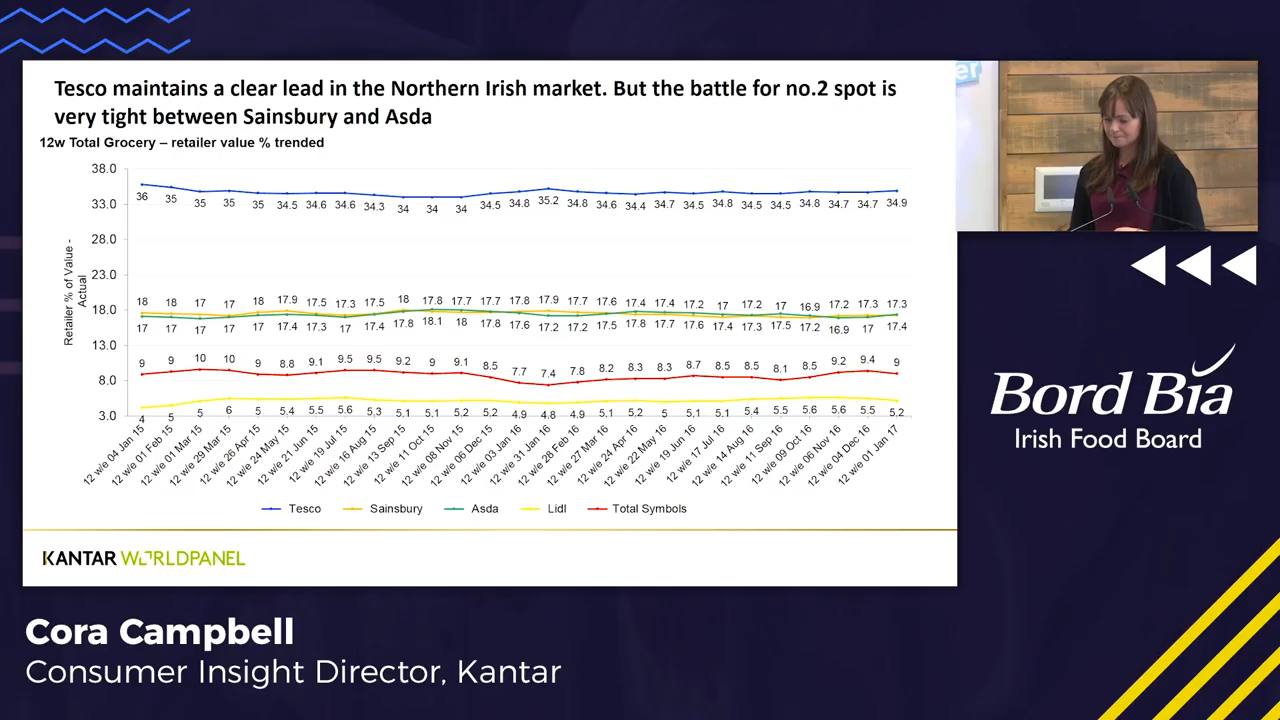 Tesco maintains a clear lead in the Northern Irish market. But the battle for no.2 spot is
very tight between Sainsbury and Asda
12w Total Grocery – retailer value % trended
Retailer % of Value -
Actual
38.0
33.0
28.0
23.0
18.0
13.0
8.0
3.0
36 35 35 35 35 34.5 34.6 34.6 34.3 34 34 34 34.5 34.8 35.2 34.8 34.6 34.4 34.7 34.5 34.8 34.5 34.5 34.8 34.7 34.7 34.9
18 18 17 17 18 17.9 17.5 17.3 17.5 18 17.8 17.7 17.7 17.8 17.9 17.7 17.6 17.4 17.4 17.2 17 17.2 17 16.9 17.2 17.3 17.3
17 17 17 17 17 17.4 17.3 17 17.4 17.8 18.1 18 17.8 17.6 17.2 17.2 17.5 17.8 17.7 17.6 17.4 17.3 17.5 17.2 16.9 17 17.4
9 9 10 10 9 8.8 9.1 9.5 9.5 9.2 9 9.1 8.5 7.7 7.4 7.8 8.2 8.3 8.3 8.7 8.5 8.5 8.1 8.5 9.2 9.4 9
4 5 5 6 5 5.4 5.5 5.6 5.3 5.1 5.1 5.2 5.2 4.9 4.8 4.9 5.1 5.2 5 5.1 5.1 5.4 5.5 5.6 5.6 5.5 5.2
12 w/e 04 Jan 15
12 w/e 01 Feb 15
12 w/e 01 Mar 15
12 w/e 29 Mar 15
12 w/e 26 Apr 15
12 w/e 24 May 15
12 w/e 21 Jun 15
12 w/e 19 Jul 15
12 w/e 16 Aug 15
12 w/e 13 Sep 15
12 w/e 11 Oct 15
12 w/e 08 Nov 15
12 w/e 06 Dec 15
12 w/e 03 Jan 16
12 w/e 31 Jan 16
12 w/e 28 Feb 16
12 w/e 27 Mar 16
12 w/e 24 Apr 16
12 w/e 22 May 16
12 w/e 19 Jun 16
12 w/e 17 Jul 16
12 w/e 14 Aug 16
12 w/e 11 Sep 16
12 w/e 09 Oct 16
12 w/e 06 Nov 16
12 w/e 04 Dec 16
12 w/e 01 Jan 17
Tesco Sainsbury Asda Lidl Total Symbols
KANTAR WORLDPANEL
Bord Bia
Irish Food Board
Cora Campbell
Consumer Insight Director, Kantar